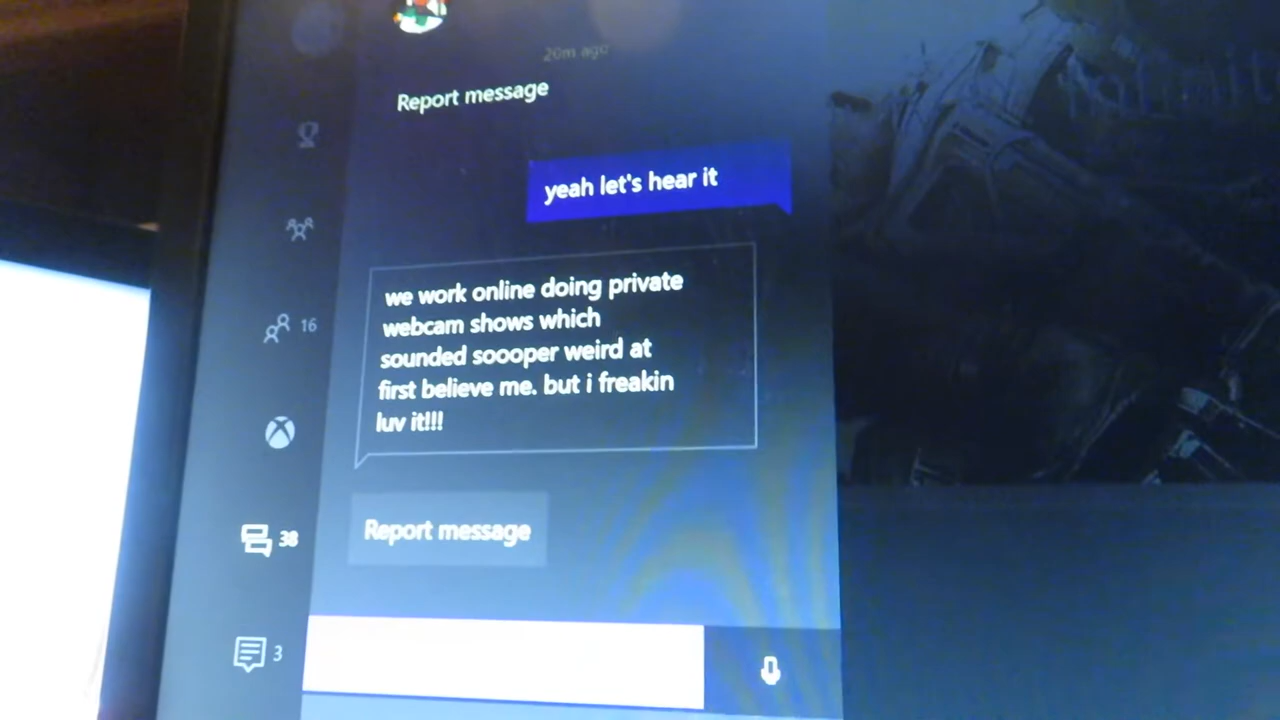 20m ago
Report message
yeah let's hear it
we work online doing private
webcam shows which
sounded soooper weird at
first believe me. but i freakin
luv it!!!
16
38
Report message
3